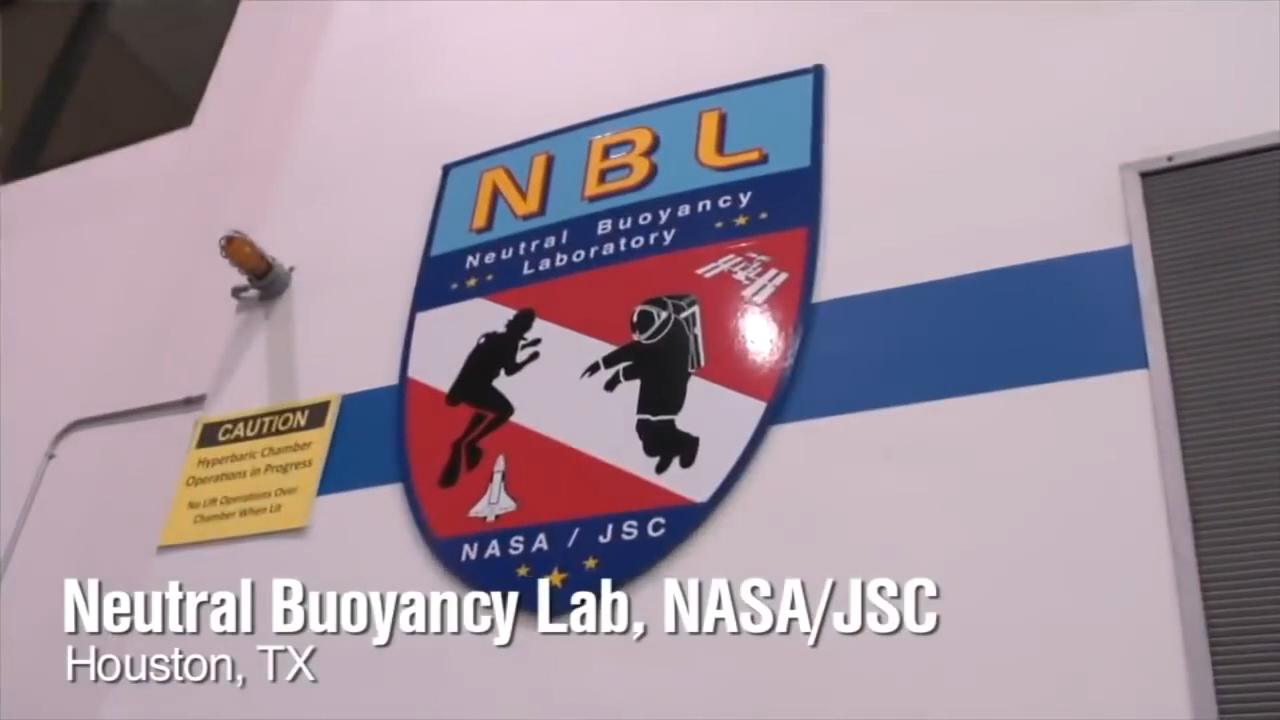 NBL
Neutral Buoyancy
Laboratory
NASA / JSC
CAUTION
Hyperbaric Chamber
Operations in Progress
No Lift Operations Over
Chamber When Lit
Neutral Buoyancy Lab, NASA/JSC
Houston, TX